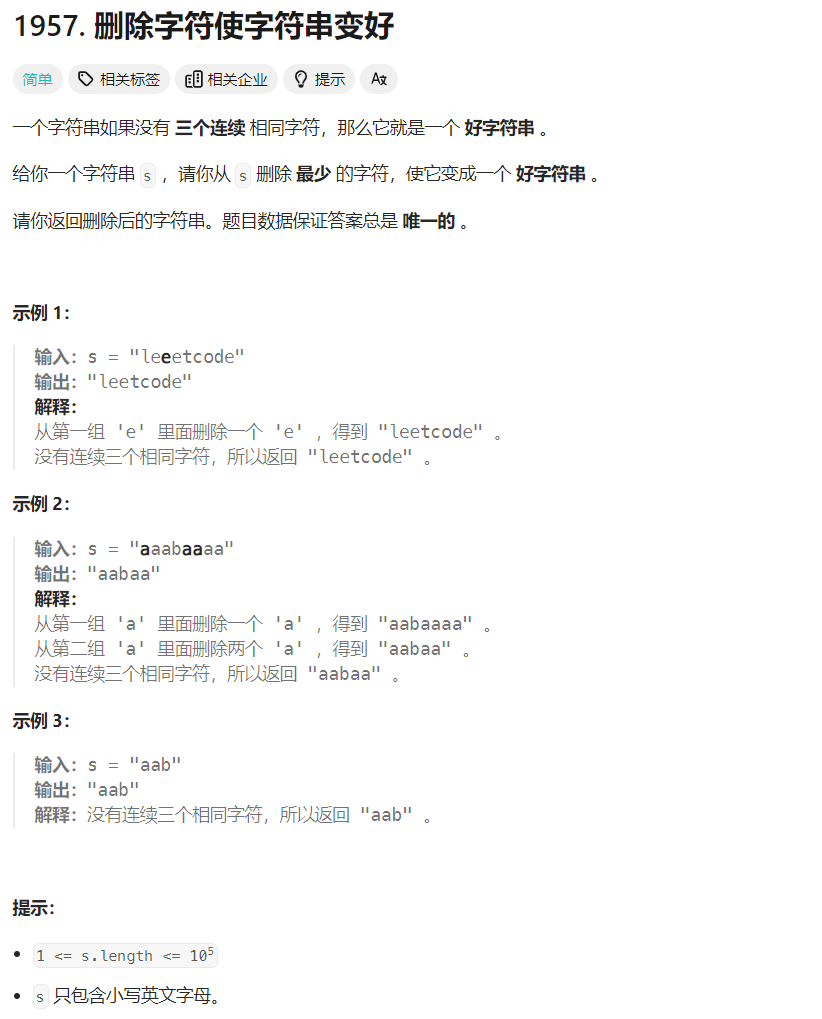 1957. 删除字符使字符串变好
简单 相关标签 相关企业 提示 A文
一个字符串如果没有 三个连续 相同字符，那么它就是一个 好字符串 。
给你一个字符串 s ，请你从 s 删除 最少 的字符，使它变成一个 好字符串 。
请你返回删除后的字符串。题目数据保证答案总是 唯一的 。
示例 1：
输入：s = "leeetcode"
输出："leetcode"
解释：
从第一组 'e' 里面删除一个 'e' ，得到 "leetcode" 。
没有连续三个相同字符，所以返回 "leetcode" 。
示例 2：
输入：s = "aaabaaaa"
输出："aabaa"
解释：
从第一组 'a' 里面删除一个 'a' ，得到 "aabaaaa" 。
从第二组 'a' 里面删除两个 'a' ，得到 "aabaa" 。
没有连续三个相同字符，所以返回 "aabaa" 。
示例 3：
输入：s = "aab"
输出："aab"
解释：没有连续三个相同字符，所以返回 "aab" 。
提示：
• 1 <= s.length <= 10⁵
• s 只包含小写英文字母。